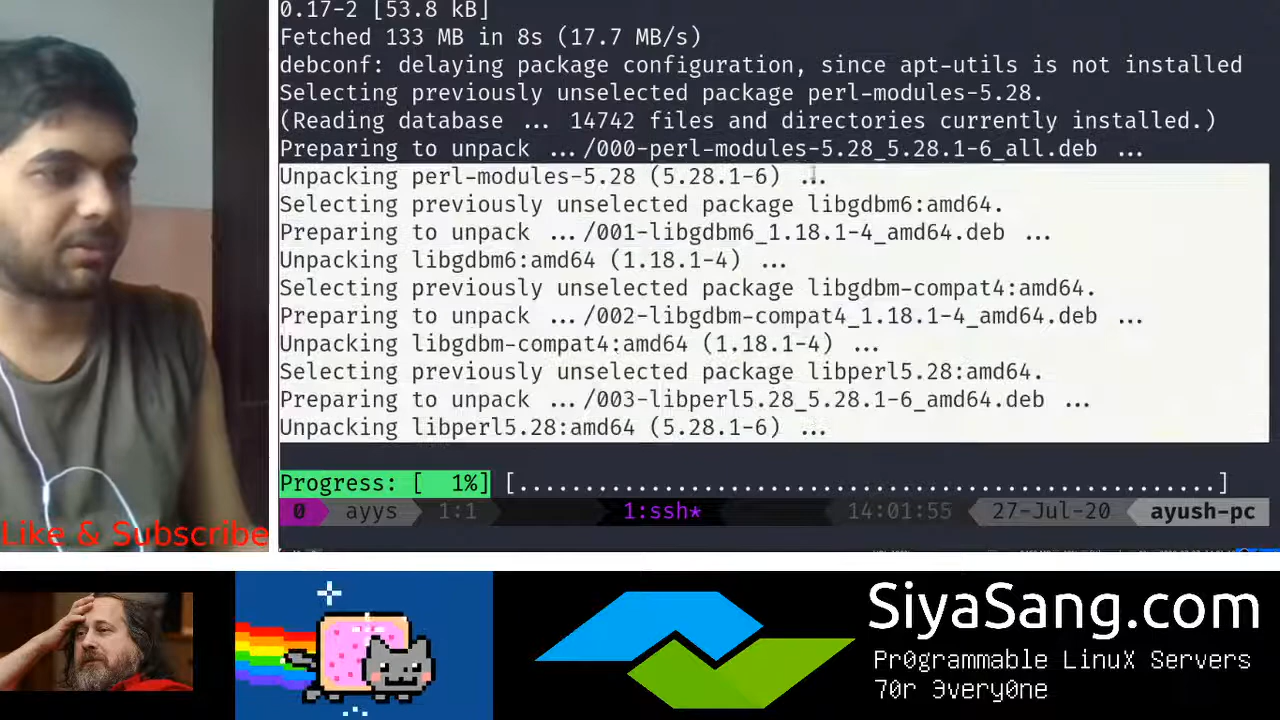 0.17-2 [53.8 kB]
Fetched 133 MB in 8s (17.7 MB/s)
debconf: delaying package configuration, since apt-utils is not installed
Selecting previously unselected package perl-modules-5.28.
(Reading database ... 14742 files and directories currently installed.)
Preparing to unpack .../000-perl-modules-5.28_5.28.1-6_all.deb ...
Unpacking perl-modules-5.28 (5.28.1-6) ...
Selecting previously unselected package libgdbm6:amd64.
Preparing to unpack .../001-libgdbm6_1.18.1-4_amd64.deb ...
Unpacking libgdbm6:amd64 (1.18.1-4) ...
Selecting previously unselected package libgdbm-compat4:amd64.
Preparing to unpack .../002-libgdbm-compat4_1.18.1-4_amd64.deb ...
Unpacking libgdbm-compat4:amd64 (1.18.1-4) ...
Selecting previously unselected package libperl5.28:amd64.
Preparing to unpack .../003-libperl5.28_5.28.1-6_amd64.deb ...
Unpacking libperl5.28:amd64 (5.28.1-6) ...
Progress: [  1%] [......................................................]
0 ayys 1:1 1:ssh* 14:01:55 27-Jul-20 ayush-pc
Like & Subscribe
SiyaSang.com
Pr0grammable LinuX Servers
70r 3very0ne